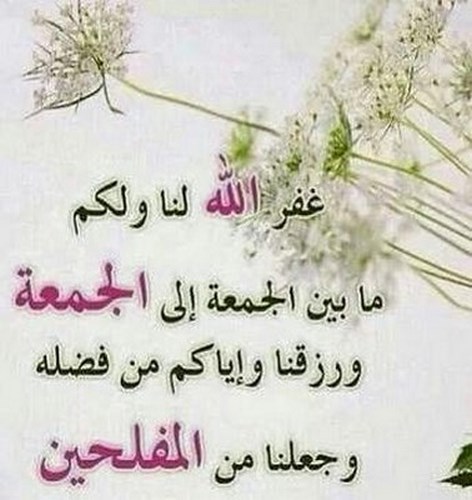 غفر الله لنا ولكم
ما بين الجمعة إلى الجمعة
ورزقنا وإياكم من فضله
وجعلنا من المفلحين